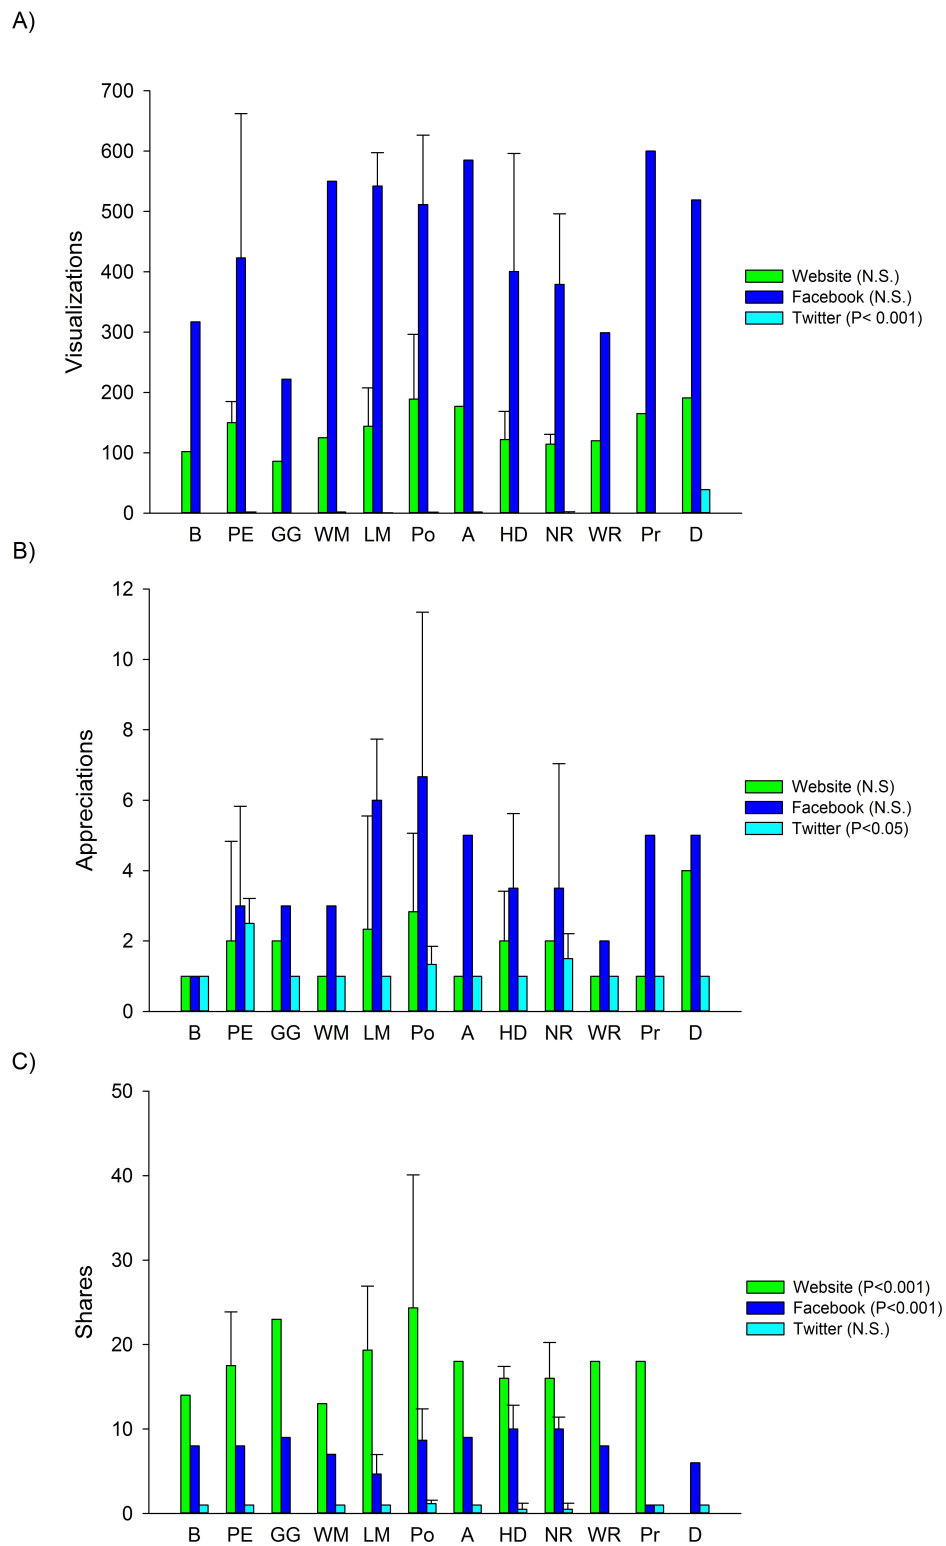 A)
700
600
500
400
300
200
100
0
Visualizations
B PE GG WM LM Po A HD NR WR Pr D
Website (N.S.)
Facebook (N.S.)
Twitter (P< 0.001)
B)
12
10
8
6
4
2
0
Appreciations
B PE GG WM LM Po A HD NR WR Pr D
Website (N.S)
Facebook (N.S.)
Twitter (P<0.05)
C)
50
40
30
20
10
0
Shares
B PE GG WM LM Po A HD NR WR Pr D
Website (P<0.001)
Facebook (P<0.001)
Twitter (N.S.)